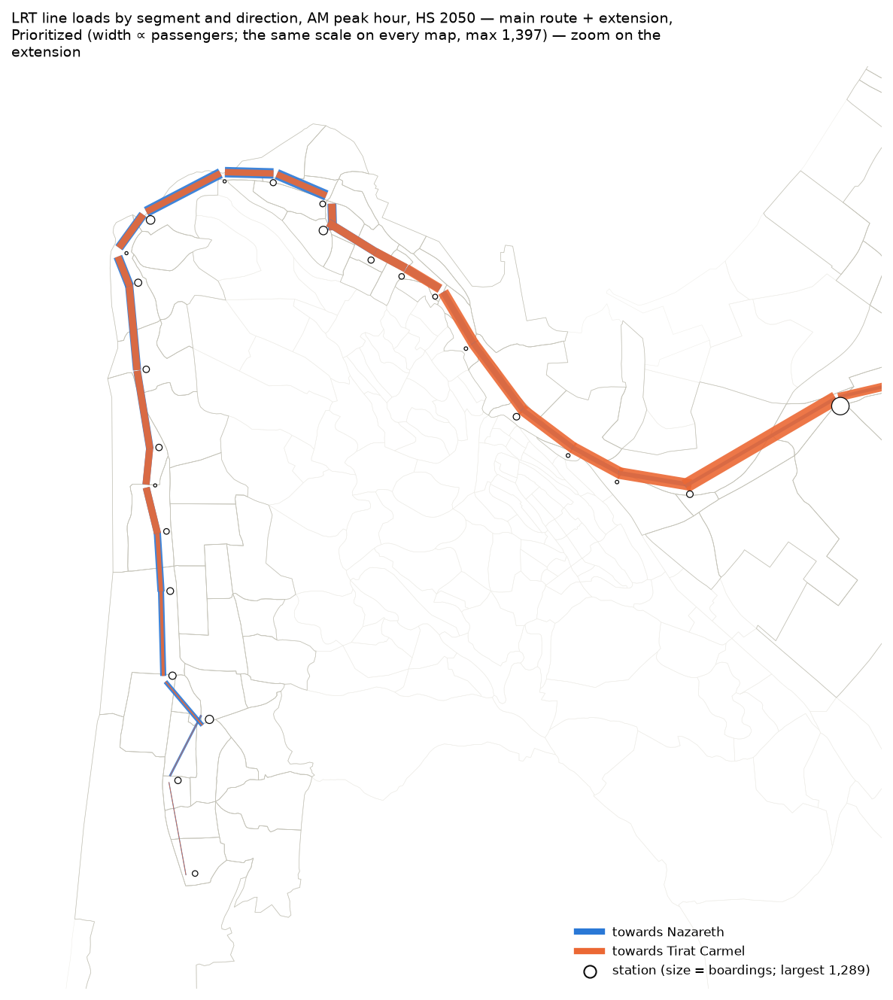 LRT line loads by segment and direction, AM peak hour, HS 2050 — main route + extension,
Prioritized (width ∝ passengers; the same scale on every map, max 1,397) — zoom on the
extension
towards Nazareth
towards Tirat Carmel
station (size = boardings; largest 1,289)